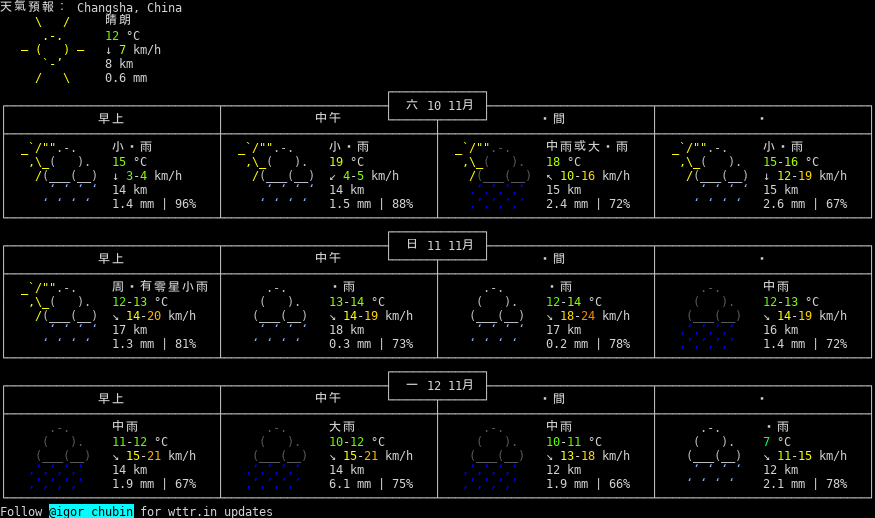 天氣預報： Changsha, China
晴朗
12 °C
↓ 7 km/h
8 km
0.6 mm
六 10 11月
早上 中午 ・間 ・
小・雨 小・雨 中雨或大・雨 小・雨
15 °C 19 °C 18 °C 15-16 °C
↓ 3-4 km/h ↙ 4-5 km/h ↖ 10-16 km/h ↓ 12-19 km/h
14 km 14 km 15 km 15 km
1.4 mm | 96% 1.5 mm | 88% 2.4 mm | 72% 2.6 mm | 67%
日 11 11月
早上 中午 ・間 ・
周・有零星小雨 ・雨 ・雨 中雨
12-13 °C 13-14 °C 12-14 °C 12-13 °C
↘ 14-20 km/h ↘ 14-19 km/h ↘ 18-24 km/h ↘ 14-19 km/h
17 km 18 km 17 km 16 km
1.3 mm | 81% 0.3 mm | 73% 0.2 mm | 78% 1.4 mm | 72%
一 12 11月
早上 中午 ・間 ・
中雨 大雨 中雨 ・雨
11-12 °C 10-12 °C 10-11 °C 7 °C
↘ 15-21 km/h ↘ 15-21 km/h ↘ 13-18 km/h ↘ 11-15 km/h
14 km 14 km 12 km 12 km
1.9 mm | 67% 6.1 mm | 75% 1.9 mm | 66% 2.1 mm | 78%
Follow @igor_chubin for wttr.in updates